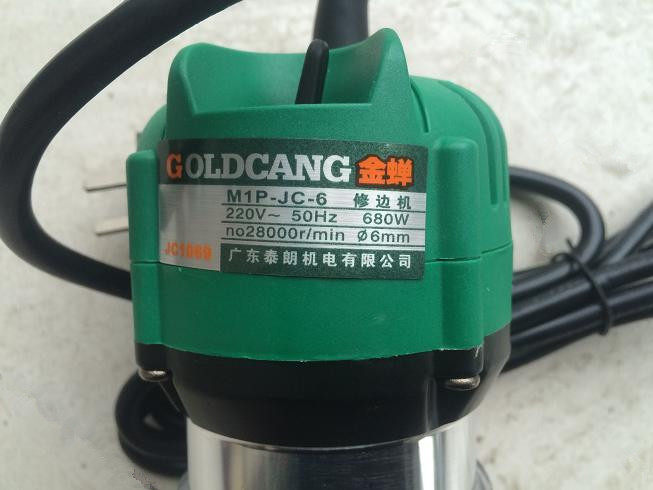 GOLDCANG 金蝉
M1P-JC-6 修边机
220V～ 50Hz 680W
no28000r/min Ø6mm
JC1069 广东泰朗机电有限公司